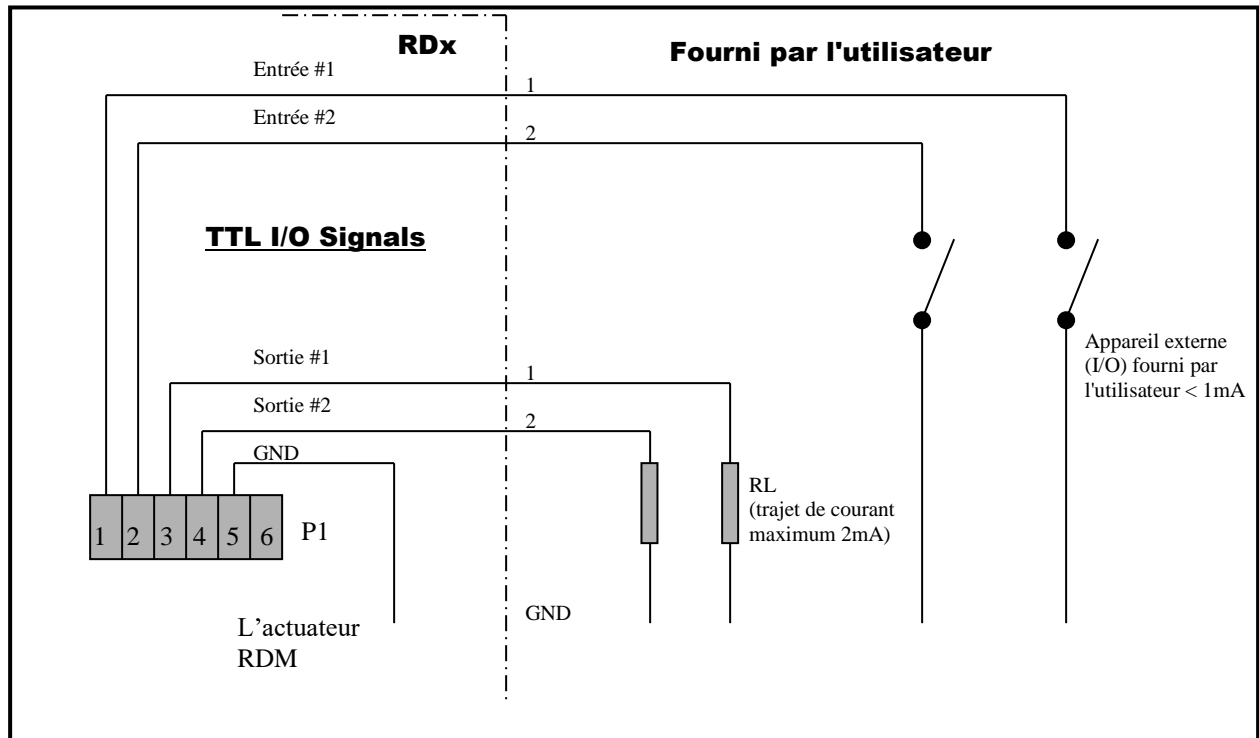 RDx
Fourni par l'utilisateur
Entrée #1
1
Entrée #2
2
TTL I/O Signals
Appareil externe
(I/O) fourni par
l'utilisateur < 1mA
Sortie #1
1
Sortie #2
2
GND
RL
(trajet de courant
maximum 2mA)
1 2 3 4 5 6 P1
GND
L’actuateur
RDM